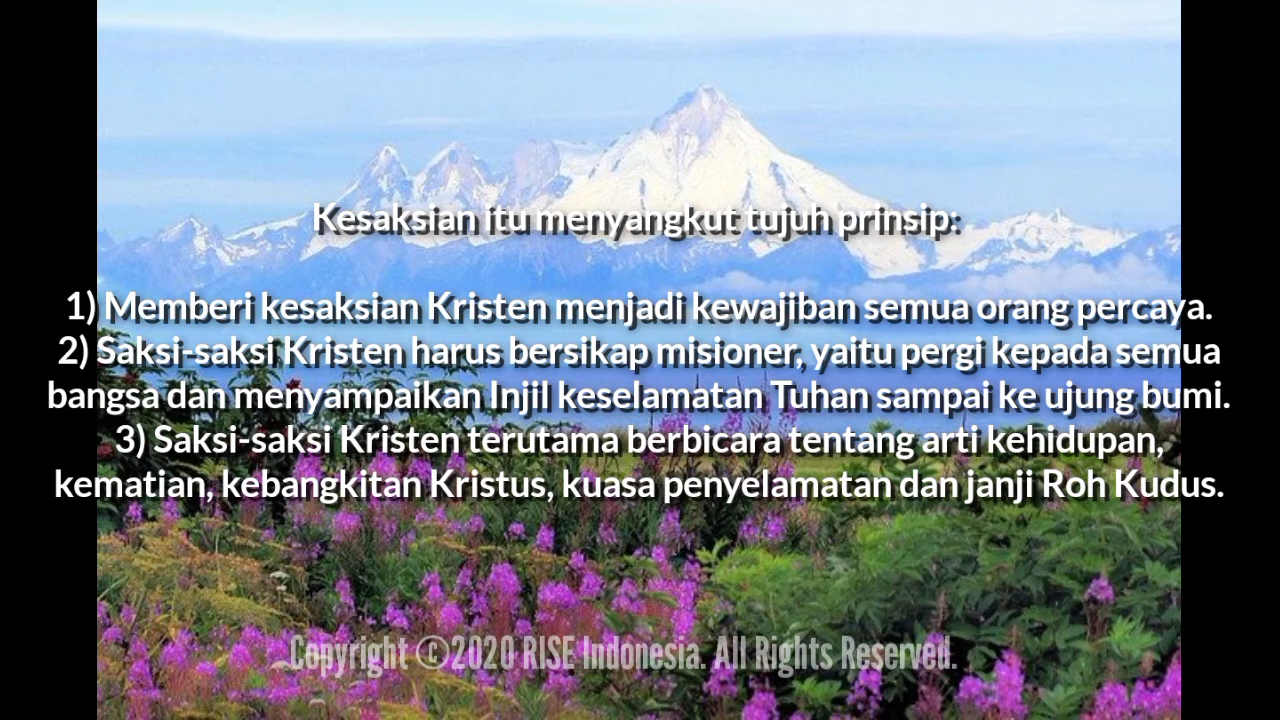 Kesaksian itu menyangkut tujuh prinsip:
1) Memberi kesaksian Kristen menjadi kewajiban semua orang percaya.
2) Saksi-saksi Kristen harus bersikap misioner, yaitu pergi kepada semua
bangsa dan menyampaikan Injil keselamatan Tuhan sampai ke ujung bumi.
3) Saksi-saksi Kristen terutama berbicara tentang arti kehidupan,
kematian, kebangkitan Kristus, kuasa penyelamatan dan janji Roh Kudus.
Copyright ©2020 RISE Indonesia. All Rights Reserved.